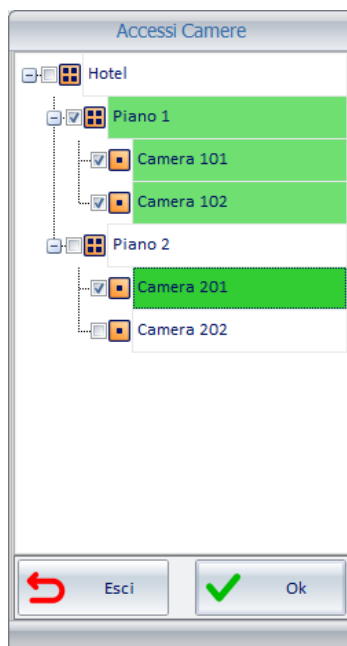 Accessi Camere
Hotel
Piano 1
Camera 101
Camera 102
Piano 2
Camera 201
Camera 202
Esci
Ok